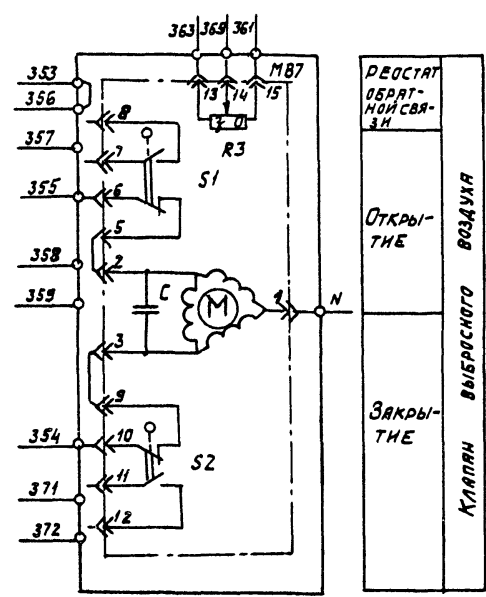 363 369 361
M87
13 14 15
з О
R3
353
356
357
355
358
359
354
371
372
8
7
S1
6
5
2
C
M
1
N
3
9
10
S2
11
12
РЕОСТАТ
ОБРАТ-
НОЙ СВЯ-
ЗИ
ОТКРЫ-
ТИЕ
ЗАКРЫ-
ТИЕ
КЛАПАН ВЫБРОСНОГО ВОЗДУХА